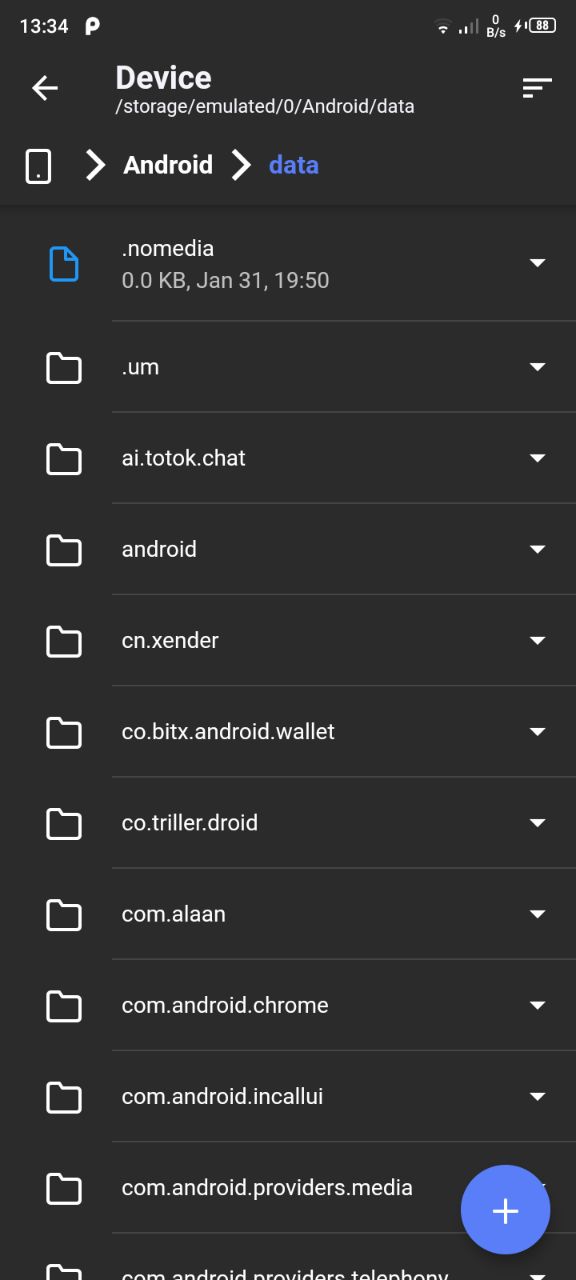 13:34
0
B/s
88
Device
/storage/emulated/0/Android/data
Android
data
.nomedia
0.0 KB, Jan 31, 19:50
.um
ai.totok.chat
android
cn.xender
co.bitx.android.wallet
co.triller.droid
com.alaan
com.android.chrome
com.android.incallui
com.android.providers.media
com.android.providers.telephony